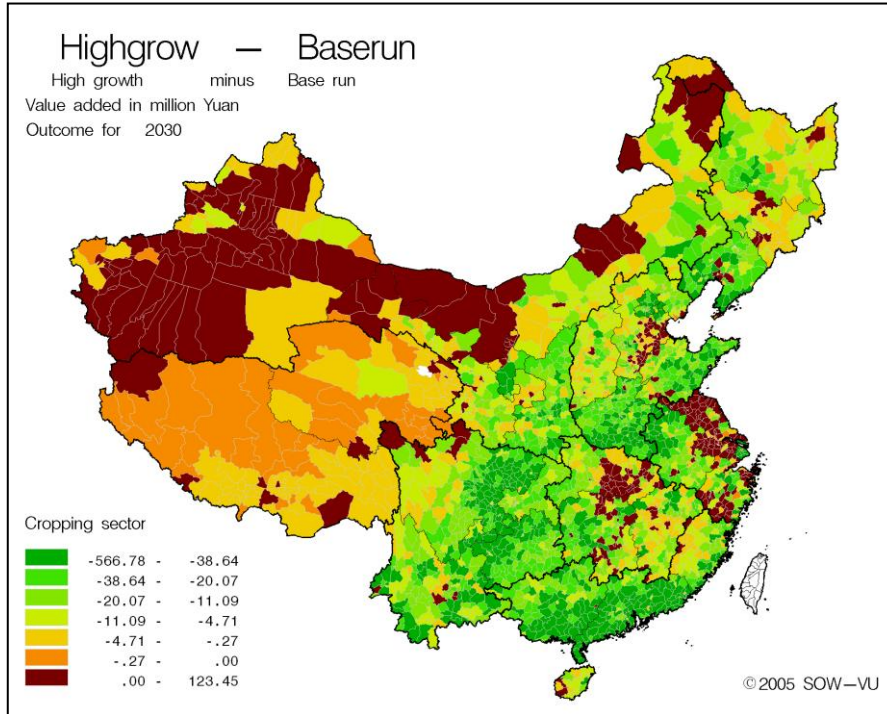 Highgrow — Baserun
High growth minus Base run
Value added in million Yuan
Outcome for 2030
Cropping sector
-566.78 - -38.64
-38.64 - -20.07
-20.07 - -11.09
-11.09 - -4.71
-4.71 - -.27
-.27 - .00
.00 - 123.45
©2005 SOW—VU